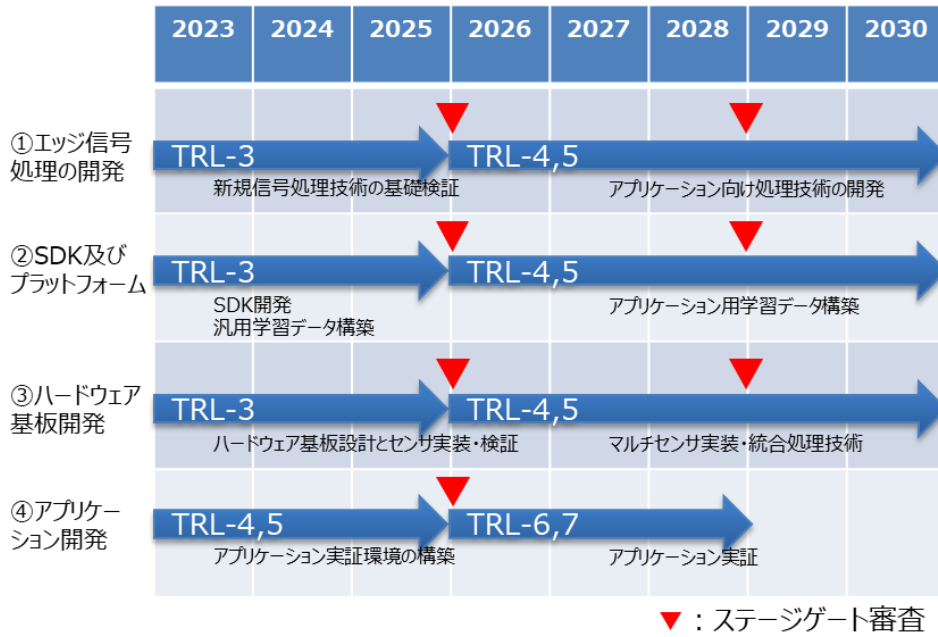 2023 2024 2025 2026 2027 2028 2029 2030
①エッジ信号
処理の開発
TRL-3 TRL-4,5
新規信号処理技術の基礎検証 アプリケーション向け処理技術の開発
②SDK及び
プラットフォーム
TRL-3 TRL-4,5
SDK開発 アプリケーション用学習データ構築
汎用学習データ構築
③ハードウェア
基板開発
TRL-3 TRL-4,5
ハードウェア基板設計とセンサ実装・検証 マルチセンサ実装・統合処理技術
④アプリケー
ション開発
TRL-4,5 TRL-6,7
アプリケーション実証環境の構築 アプリケーション実証
▼：ステージゲート審査